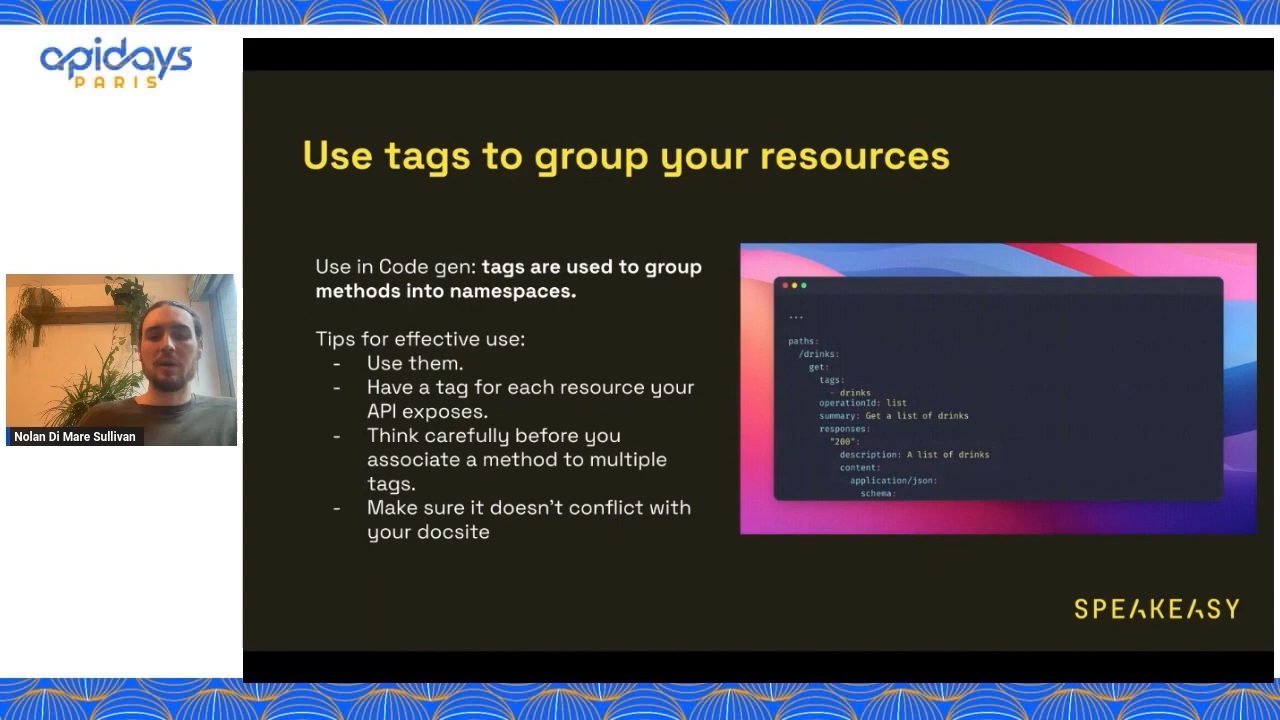 apidays
PARIS
Use tags to group your resources
Use in Code gen: tags are used to group
methods into namespaces.
Tips for effective use:
- Use them.
- Have a tag for each resource your
API exposes.
- Think carefully before you
associate a method to multiple
tags.
- Make sure it doesn't conflict with
your docsite
...
paths:
/drinks:
get:
tags:
- drinks
operationId: list
summary: Get a list of drinks
responses:
"200":
description: A list of drinks
content:
application/json:
schema:
Nolan Di Mare Sullivan
SPEAKEASY